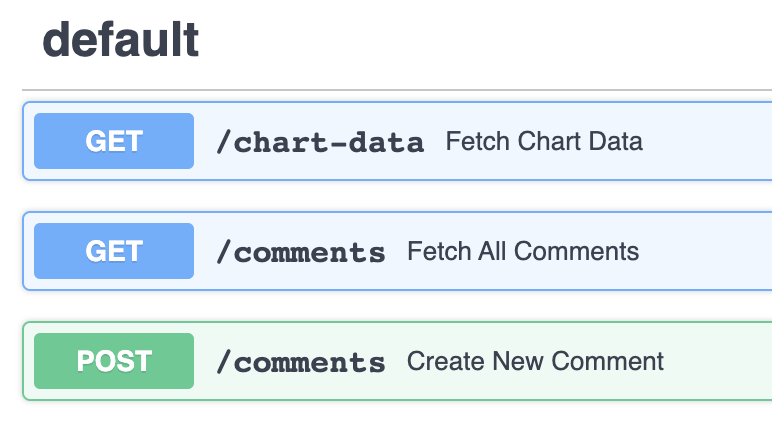 default
GET /chart-data Fetch Chart Data
GET /comments Fetch All Comments
POST /comments Create New Comment